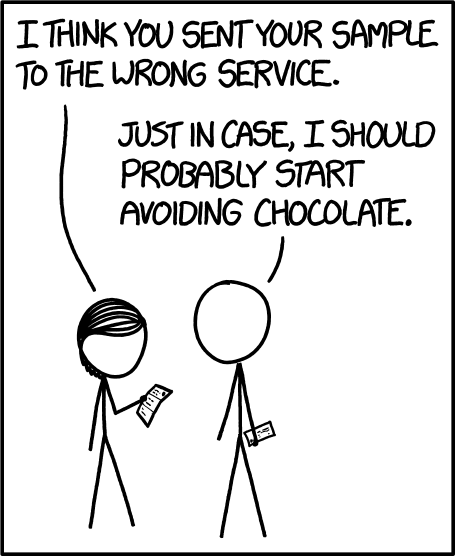 I THINK YOU SENT YOUR SAMPLE
TO THE WRONG SERVICE.
JUST IN CASE, I SHOULD
PROBABLY START
AVOIDING CHOCOLATE.